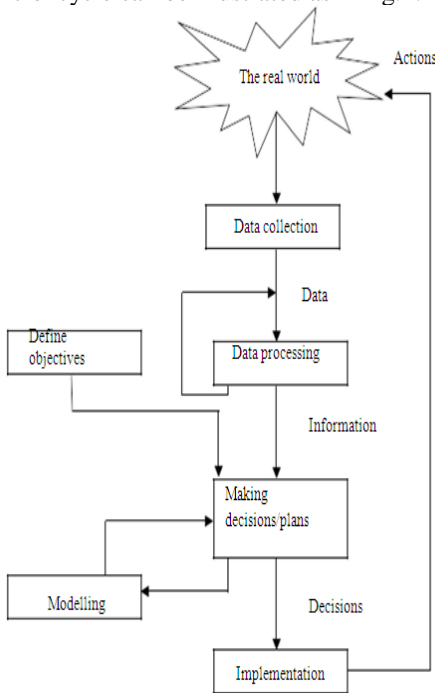 The real world
Actions
Data collection
Data
Define
objectives
Data processing
Information
Making
decisions/plans
Modelling
Decisions
Implementation